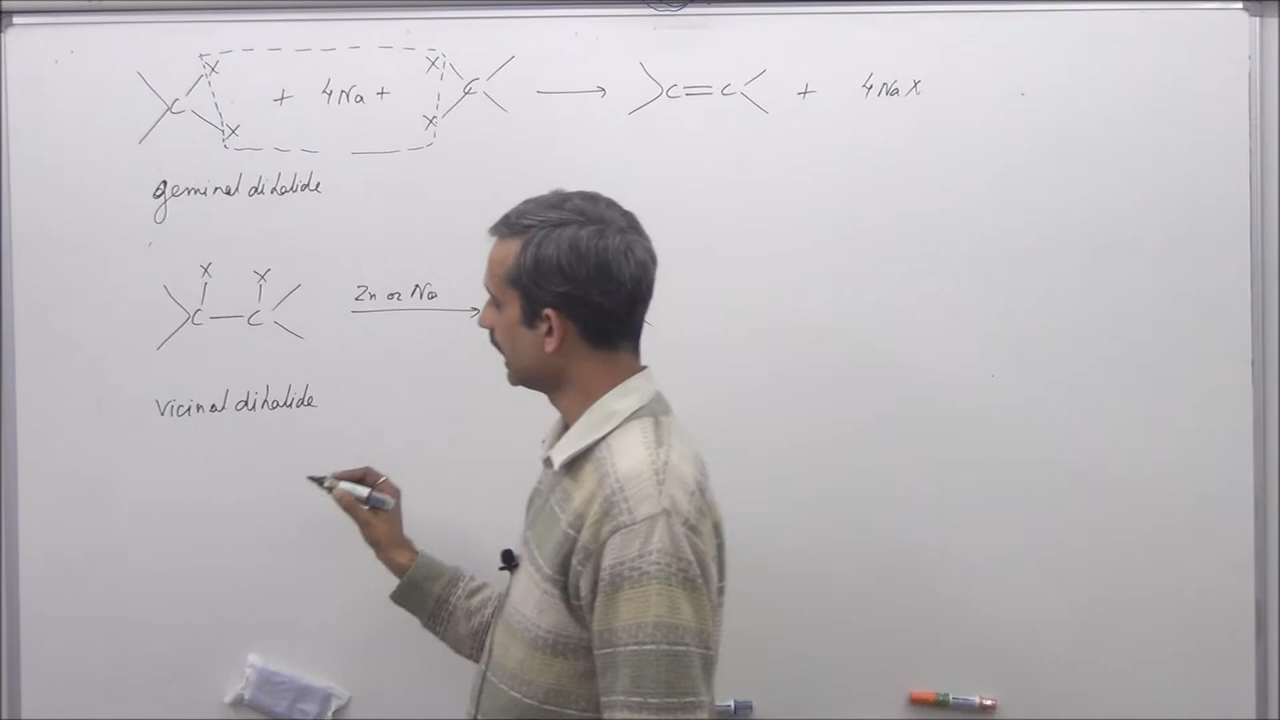 X X
C + 4Na + C → C=C + 4NaX
X X
geminal dihalide
X X
C — C Zn or Na →
vicinal dihalide